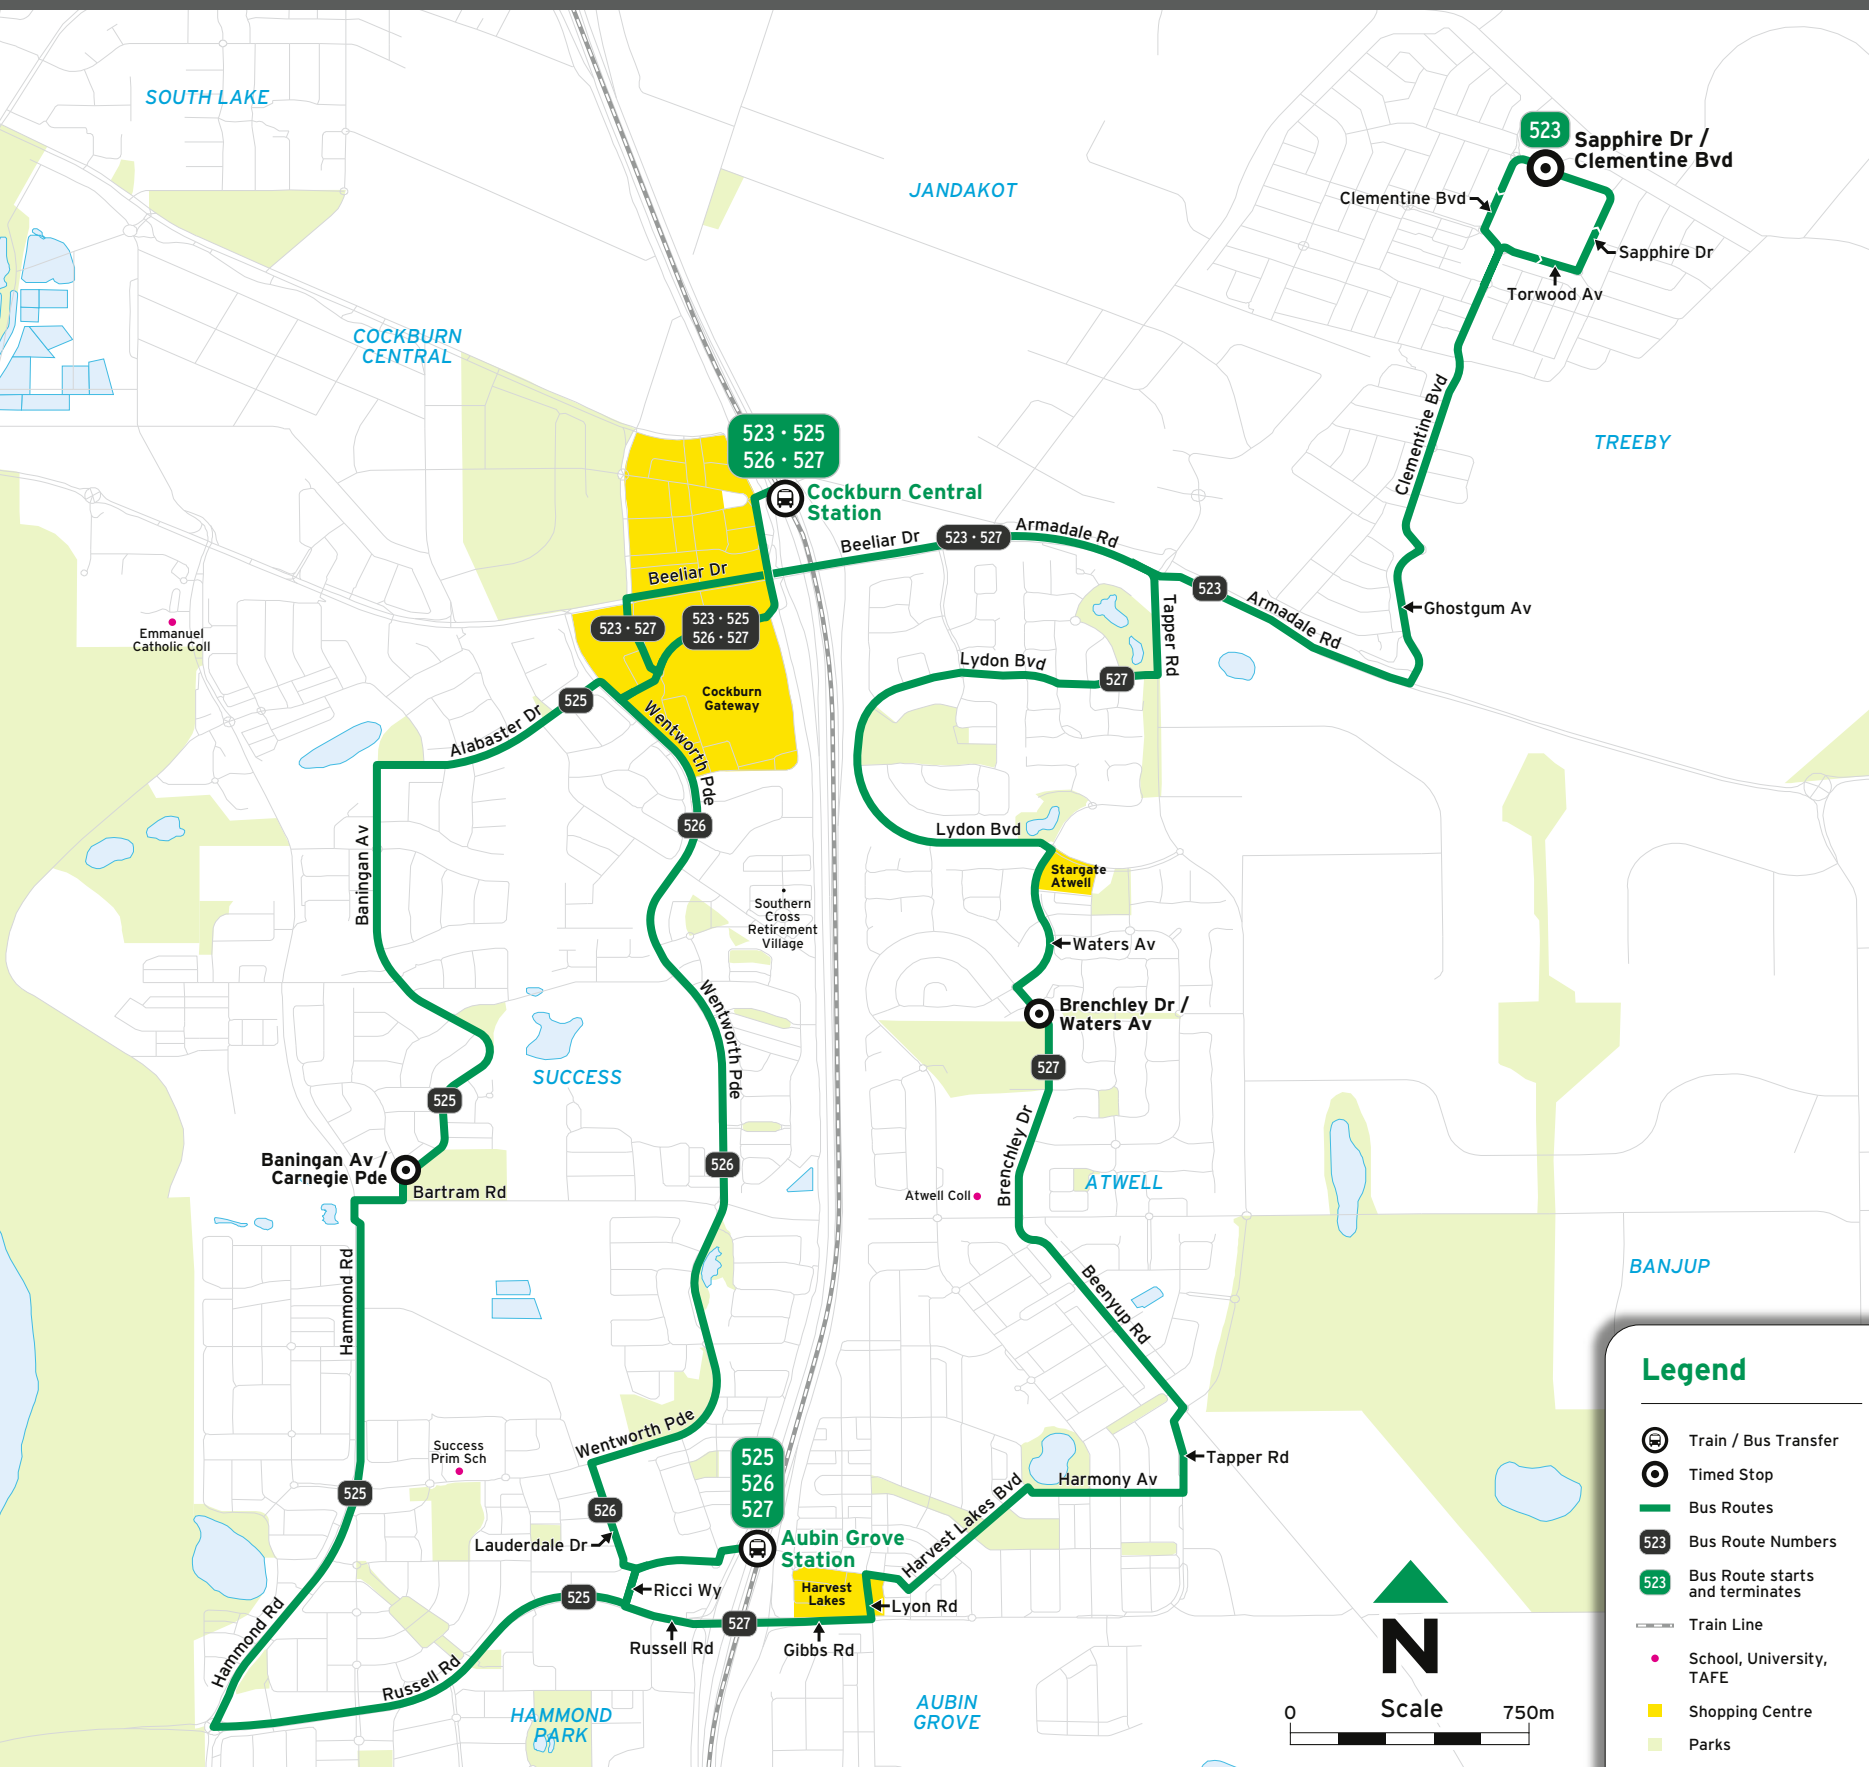 SOUTH LAKE
JANDAKOT
523
Sapphire Dr /
Clementine Bvd
Clementine Bvd
Sapphire Dr
Torwood Av
COCKBURN
CENTRAL
Clementine Bvd
TREEBY
523 · 525
526 · 527
Cockburn Central
Station
Beeliar Dr
523 · 527
Armadale Rd
Beeliar Dr
523
Armadale Rd
Ghostgum Av
Tapper Rd
523 · 527
523 · 525
526 · 527
Emmanuel
Catholic Coll
Lydon Bvd
527
525
Cockburn
Gateway
Alabaster Dr
Wentworth Pde
526
Baningan Av
Lydon Bvd
Stargate
Atwell
Southern
Cross
Retirement
Village
Waters Av
Wentworth Pde
Brenchley Dr /
Waters Av
527
SUCCESS
525
Brenchley Dr
Baningan Av /
Carnegie Pde
Bartram Rd
526
Atwell Coll
ATWELL
BANJUP
Hammond Rd
Beenyup Rd
Wentworth Pde
Success
Prim Sch
525
525
526
527
Tapper Rd
Harmony Av
Harvest Lakes Bvd
526
Lauderdale Dr
Aubin Grove
Station
Ricci Wy
525
Harvest
Lakes
Lyon Rd
527
Russell Rd
Gibbs Rd
Hammond Rd
Russell Rd
HAMMOND
PARK
AUBIN
GROVE
N
Scale
0
750m
Legend
Train / Bus Transfer
Timed Stop
Bus Routes
523
Bus Route Numbers
523
Bus Route starts
and terminates
Train Line
School, University,
TAFE
Shopping Centre
Parks